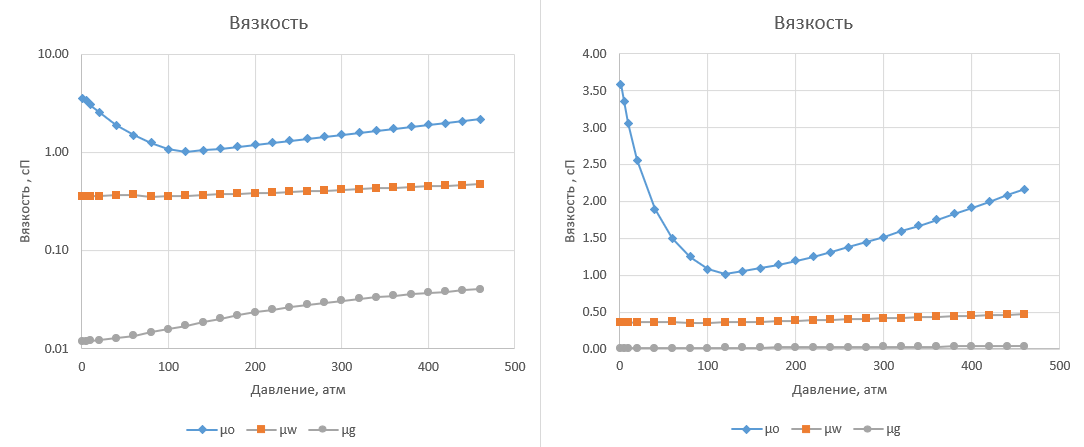 Вязкость
10.00
1.00
0.10
0.01
Вязкость , сП
0 100 200 300 400 500
Давление, атм
μo μw μg
Вязкость
4.00
3.50
3.00
2.50
2.00
1.50
1.00
0.50
0.00
Вязкость , сП
0 100 200 300 400 500
Давление, атм
μo μw μg